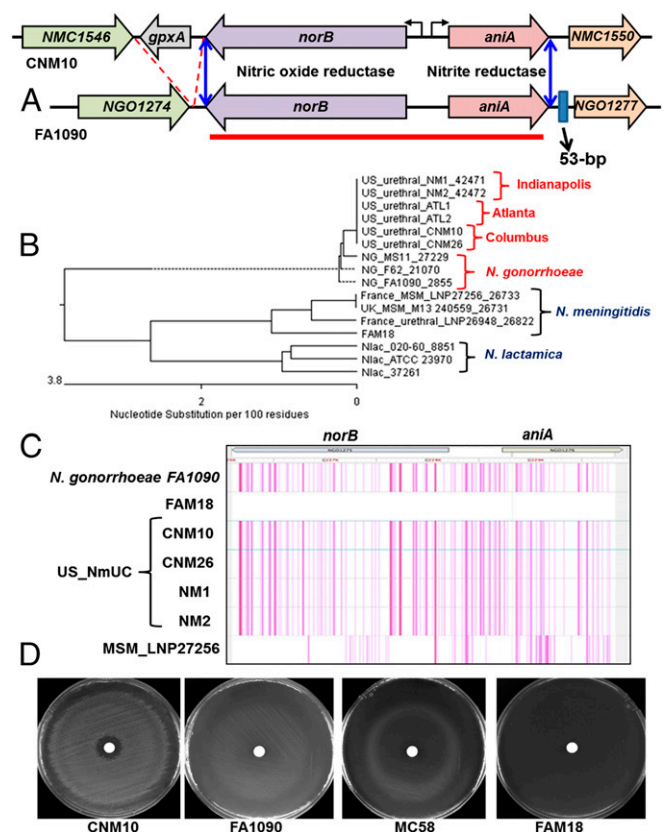 NMC1546 gpxA norB aniA NMC1550
CNM10 Nitric oxide reductase Nitrite reductase
A
NGO1274 norB aniA NGO1277
FA1090
53-bp
B
US_urethral_NM1_42471
US_urethral_NM2_42472
Indianapolis
US_urethral_ATL1
US_urethral_ATL2
Atlanta
US_urethral_CNM10
US_urethral_CNM26
Columbus
NG_MS11_27229
NG_F62_21070
NG_FA1090_2855
N. gonorrhoeae
France_MSM_LNP27256_26733
UK_MSM_M13 240559_26731
France_urethral_LNP26948_26822
FAM18
N. meningitidis
Nlac_020-60_8851
Nlac_ATCC 23970
Nlac_37261
N. lactamica
3.8 2 0
Nucleotide Substitution per 100 residues
C
norB aniA
N. gonorrhoeae FA1090
FAM18
CNM10
US_NmUC
CNM26
NM1
NM2
MSM_LNP27256
D
CNM10 FA1090 MC58 FAM18